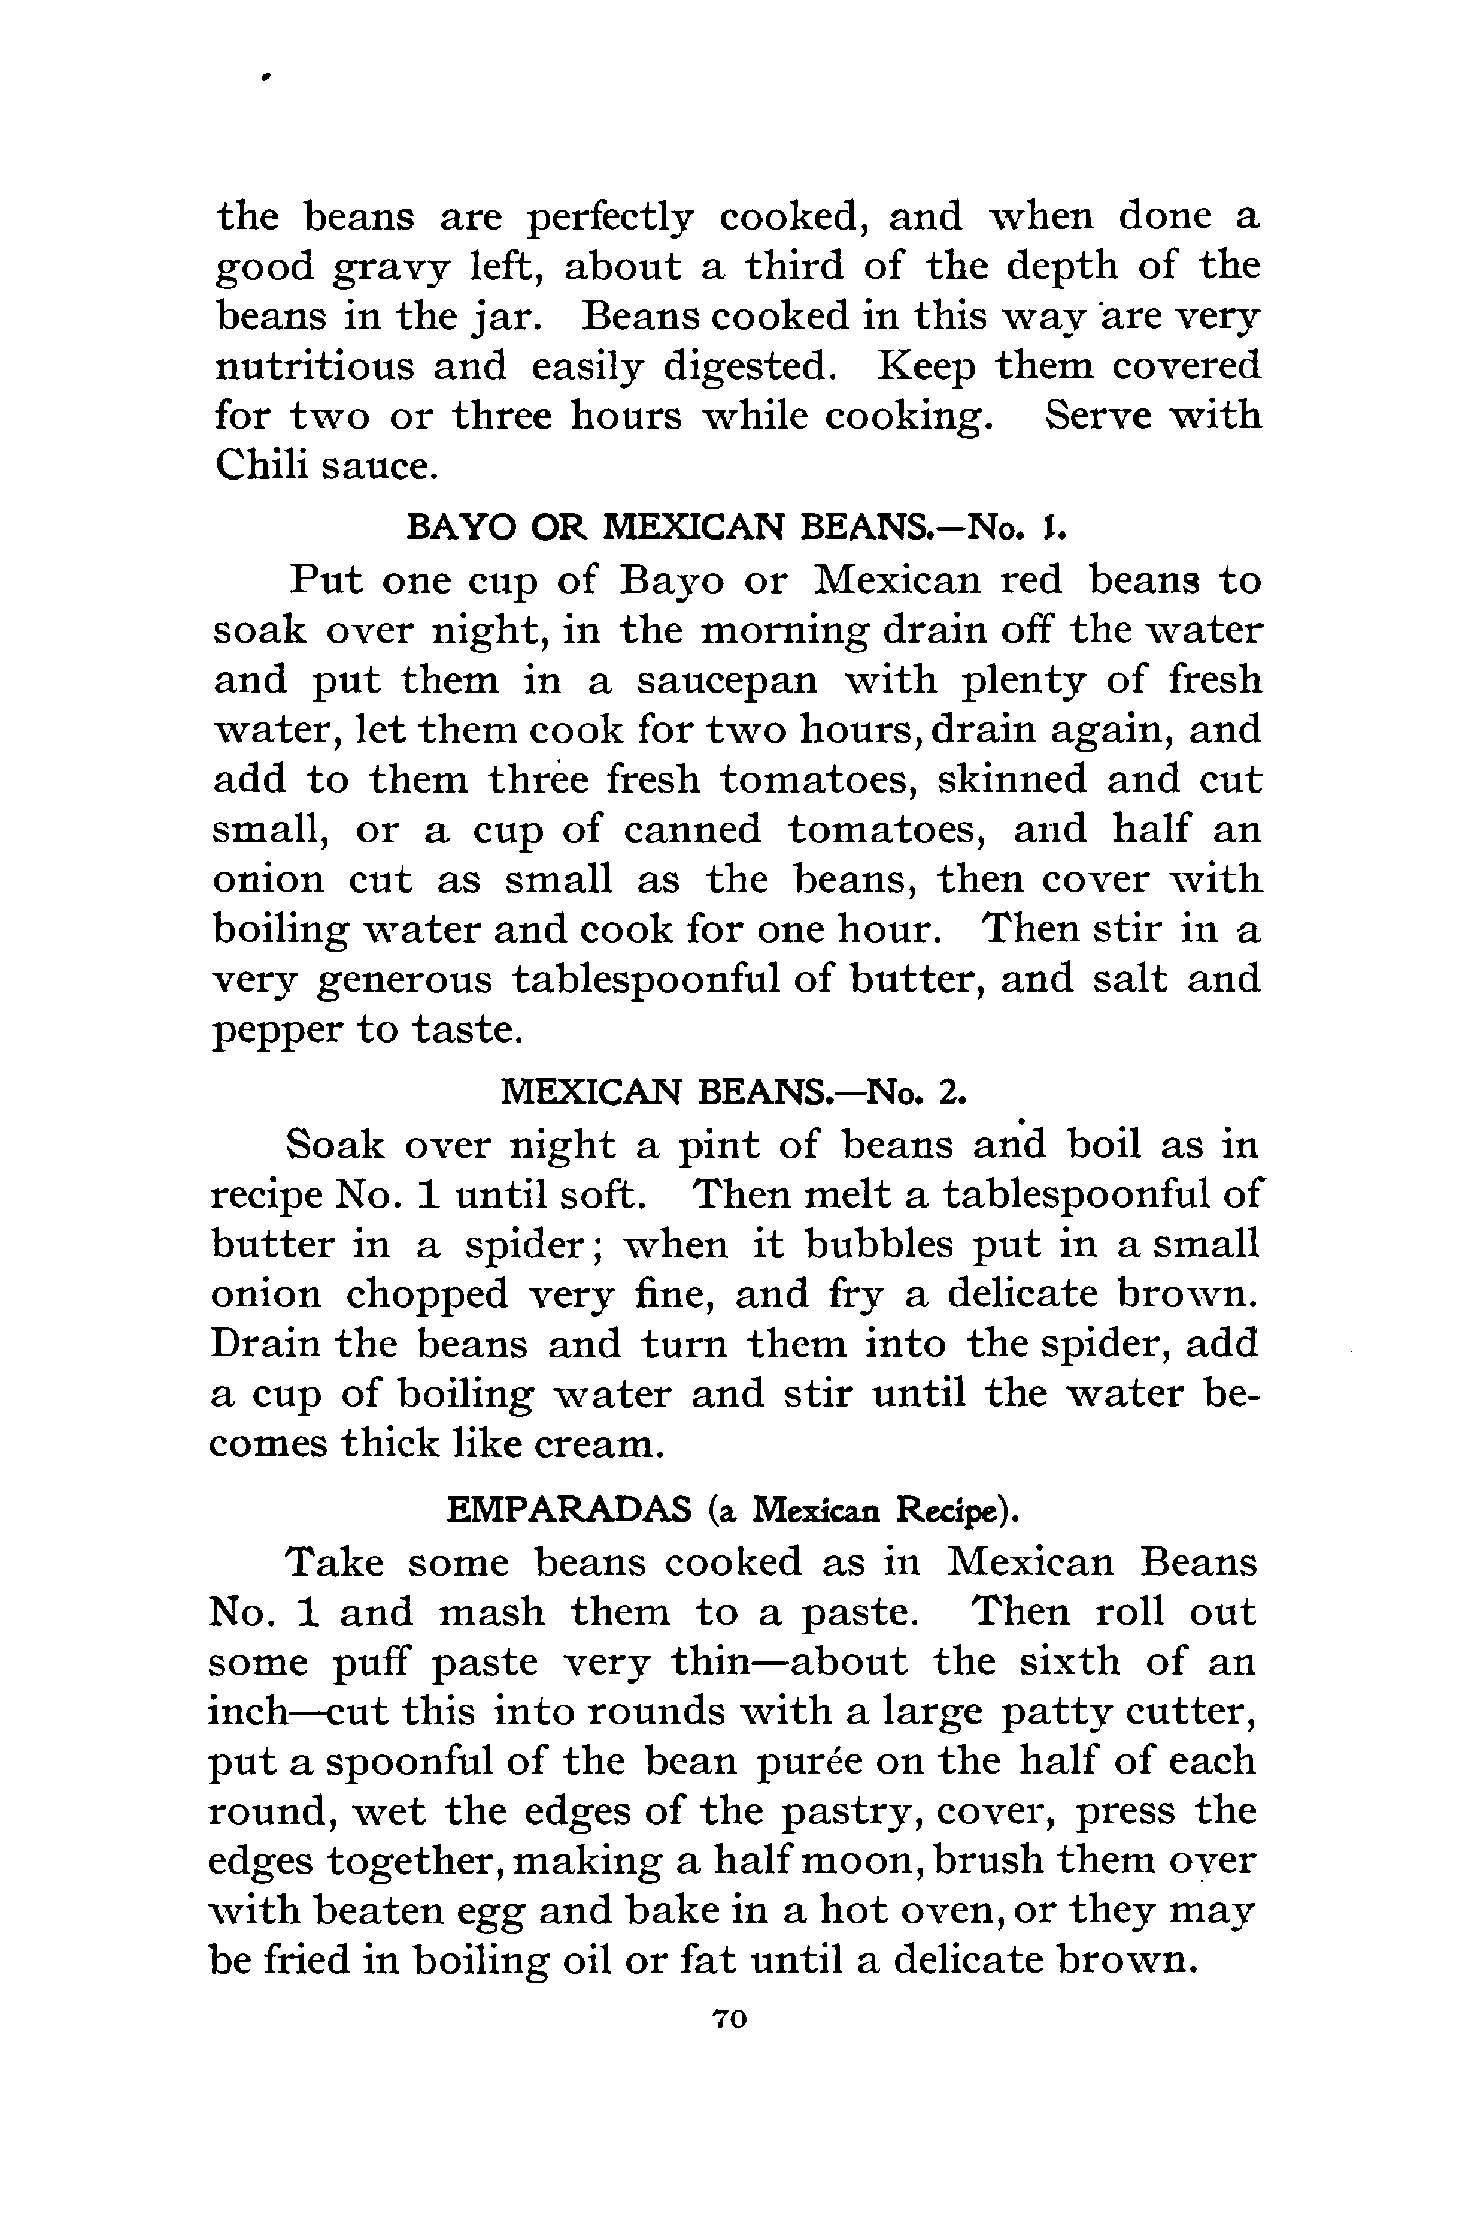 the beans are perfectly cooked, and when done a
good gravy left, about a third of the depth of the
beans in the jar. Beans cooked in this way are very
nutritious and easily digested. Keep them covered
for two or three hours while cooking. Serve with
Chili sauce.
BAYO OR MEXICAN BEANS.—No. 1.
Put one cup of Bayo or Mexican red beans to
soak over night, in the morning drain off the water
and put them in a saucepan with plenty of fresh
water, let them cook for two hours, drain again, and
add to them three fresh tomatoes, skinned and cut
small, or a cup of canned tomatoes, and half an
onion cut as small as the beans, then cover with
boiling water and cook for one hour. Then stir in a
very generous tablespoonful of butter, and salt and
pepper to taste.
MEXICAN BEANS.—No. 2.
Soak over night a pint of beans and boil as in
recipe No. 1 until soft. Then melt a tablespoonful of
butter in a spider; when it bubbles put in a small
onion chopped very fine, and fry a delicate brown.
Drain the beans and turn them into the spider, add
a cup of boiling water and stir until the water be-
comes thick like cream.
EMPARADAS (a Mexican Recipe).
Take some beans cooked as in Mexican Beans
No. 1 and mash them to a paste. Then roll out
some puff paste very thin—about the sixth of an
inch—cut this into rounds with a large patty cutter,
put a spoonful of the bean purée on the half of each
round, wet the edges of the pastry, cover, press the
edges together, making a half moon, brush them over
with beaten egg and bake in a hot oven, or they may
be fried in boiling oil or fat until a delicate brown.
70